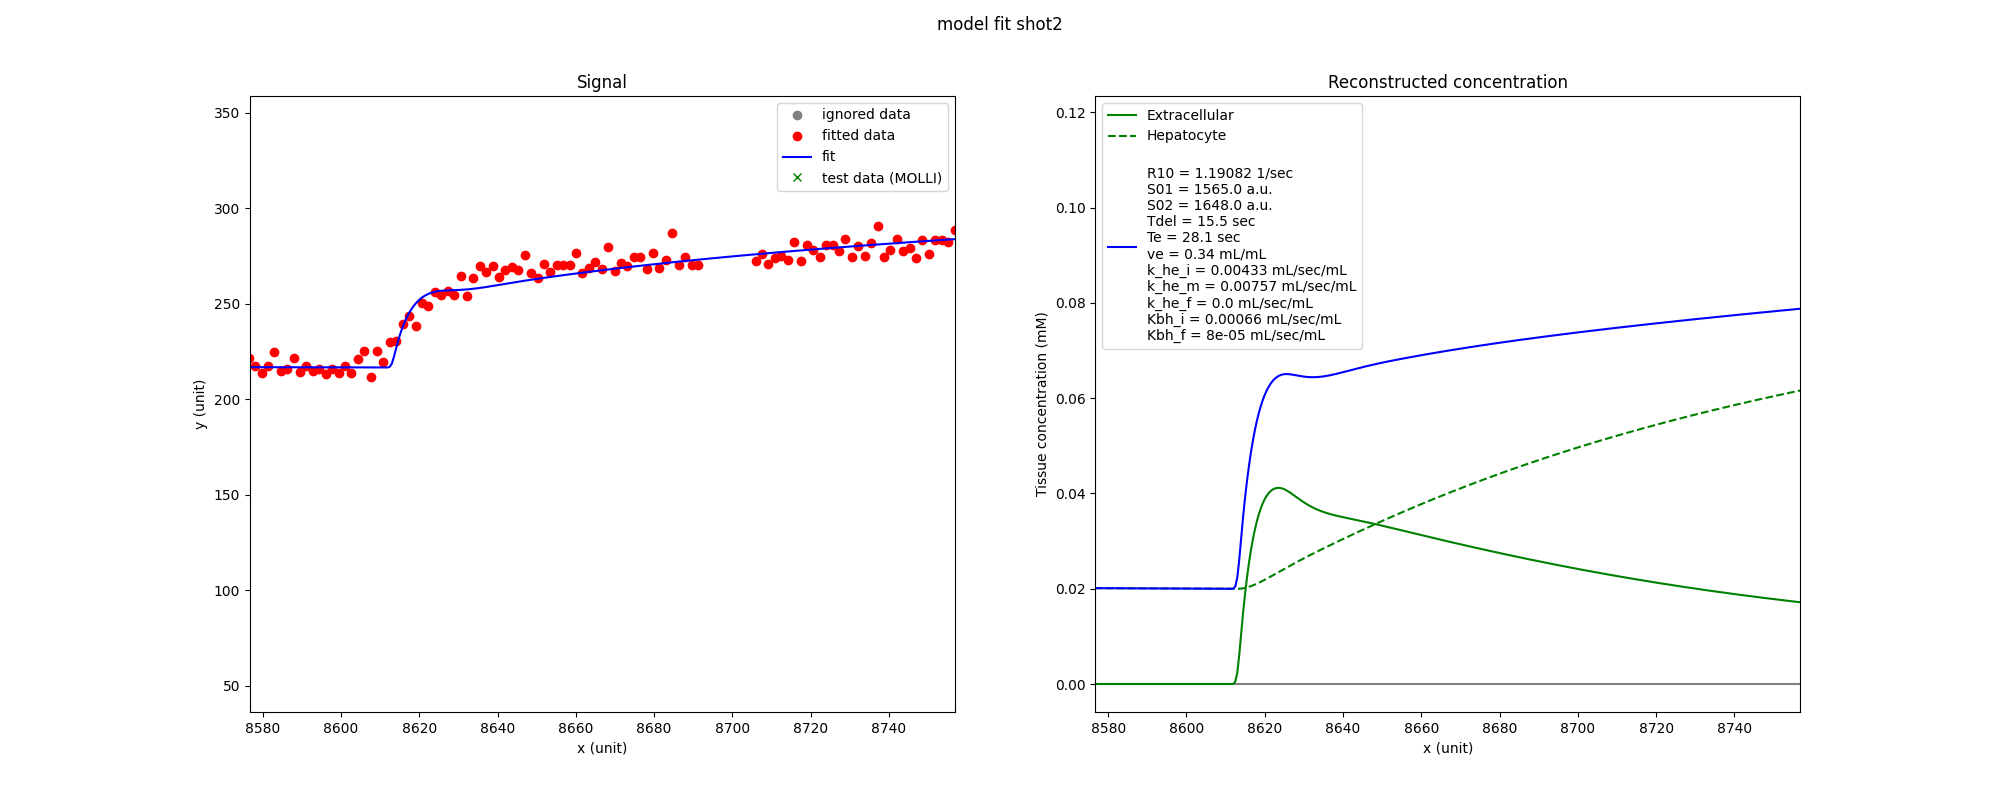 model fit shot2
Signal
350
300
250
200
150
100
50
y (unit)
8580 8600 8620 8640 8660 8680 8700 8720 8740
x (unit)
ignored data
fitted data
fit
test data (MOLLI)
Reconstructed concentration
0.12
0.10
0.08
0.06
0.04
0.02
0.00
Tissue concentration (mM)
8580 8600 8620 8640 8660 8680 8700 8720 8740
x (unit)
Extracellular
Hepatocyte
R10 = 1.19082 1/sec
S01 = 1565.0 a.u.
S02 = 1648.0 a.u.
Tdel = 15.5 sec
Te = 28.1 sec
ve = 0.34 mL/mL
k_he_i = 0.00433 mL/sec/mL
k_he_m = 0.00757 mL/sec/mL
k_he_f = 0.0 mL/sec/mL
Kbh_i = 0.00066 mL/sec/mL
Kbh_f = 8e-05 mL/sec/mL